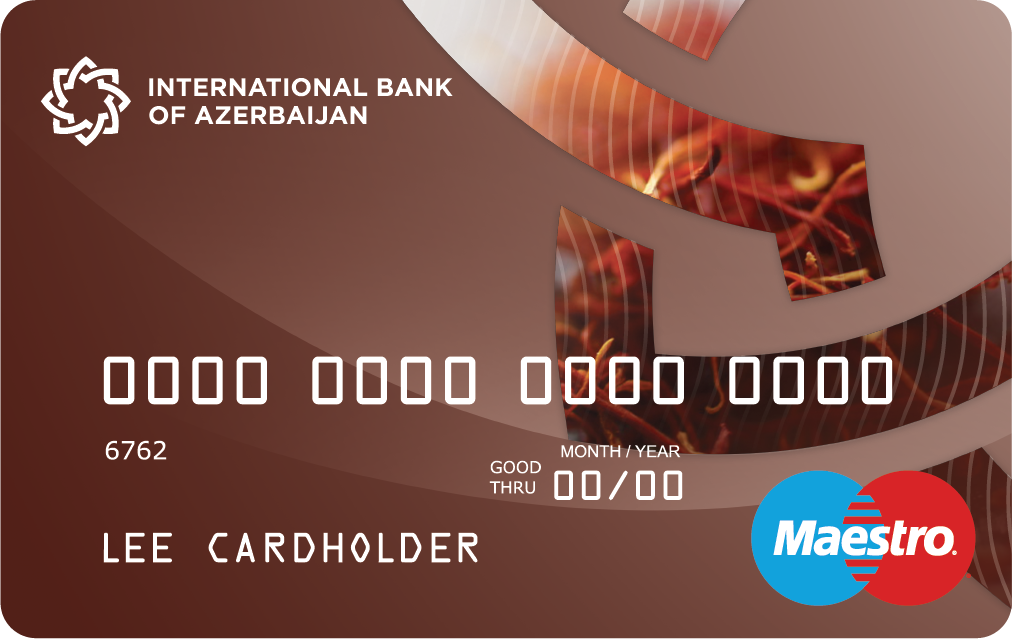 INTERNATIONAL BANK
OF AZERBAIJAN
0000 0000 0000 0000
6762
MONTH / YEAR
GOOD
THRU
00/00
LEE CARDHOLDER
Maestro.